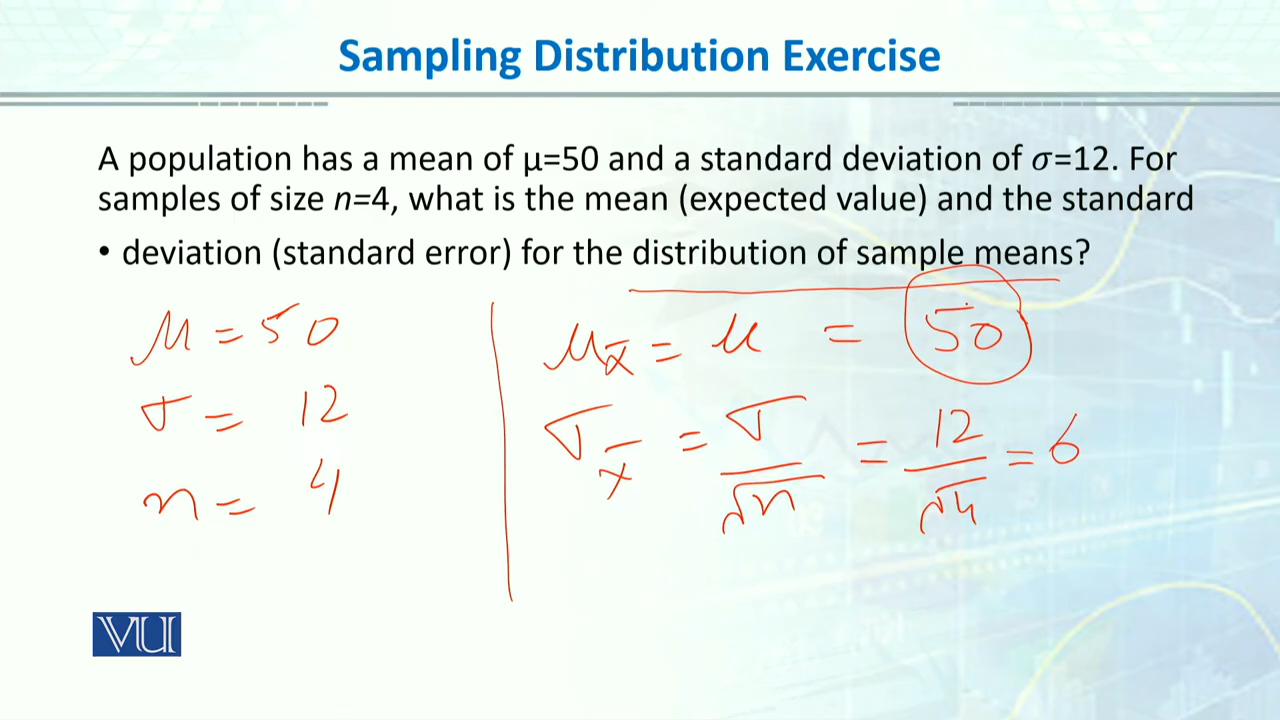 Sampling Distribution Exercise
A population has a mean of μ=50 and a standard deviation of σ=12. For
samples of size n=4, what is the mean (expected value) and the standard
• deviation (standard error) for the distribution of sample means?
μ = 50
σ = 12
n = 4
μx̄ = μ = 50
σx̄ = σ/√n = 12/√4 = 6
VU